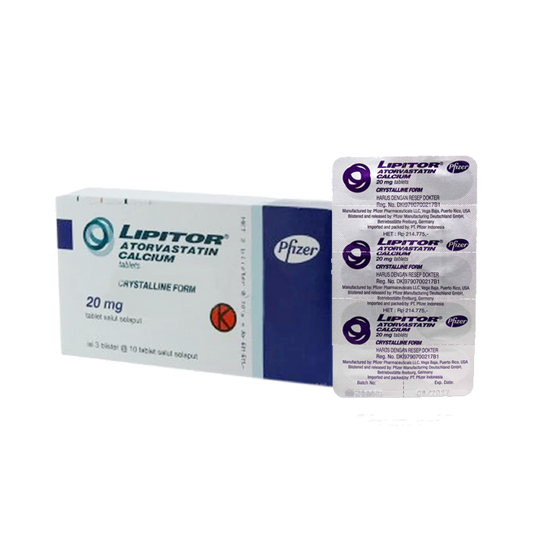 LIPITOR®
ATORVASTATIN
CALCIUM
tablets
CRYSTALLINE FORM
20 mg
tablet salut selaput
isi 3 blister @ 10 tablet salut selaput
Pfizer
K
LIPITOR®
ATORVASTATIN
CALCIUM
20 mg tablets
Pfizer
CRYSTALLINE FORM
HARUS DENGAN RESEP DOKTER
Reg. No. DKI9790700217B1
Manufactured by: Pfizer Pharmaceuticals LLC, Vega Baja, Puerto Rico, USA
Blistered and released by: Pfizer Manufacturing Deutschland GmbH,
Betriebsstätte Freiburg, Germany
Imported and packed by: PT. Pfizer Indonesia
HET : Rp 214.775,-
LIPITOR®
ATORVASTATIN
CALCIUM
20 mg tablets
Pfizer
CRYSTALLINE FORM
HARUS DENGAN RESEP DOKTER
Reg. No. DKI9790700217B1
Manufactured by: Pfizer Pharmaceuticals LLC, Vega Baja, Puerto Rico, USA
Blistered and released by: Pfizer Manufacturing Deutschland GmbH,
Betriebsstätte Freiburg, Germany
Imported and packed by: PT. Pfizer Indonesia
HET : Rp 214.775,-
LIPITOR®
ATORVASTATIN
CALCIUM
20 mg tablets
Pfizer
CRYSTALLINE FORM
HARUS DENGAN RESEP DOKTER
Reg. No. DKI9790700217B1
Manufactured by: Pfizer Pharmaceuticals LLC, Vega Baja, Puerto Rico, USA
Blistered and released by: Pfizer Manufacturing Deutschland GmbH,
Betriebsstätte Freiburg, Germany
Imported and packed by: PT. Pfizer Indonesia
Batch No: Exp. Date: